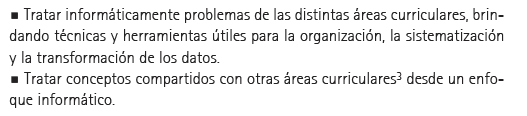 ■ Tratar informáticamente problemas de las distintas áreas curriculares, brin-
dando técnicas y herramientas útiles para la organización, la sistematización
y la transformación de los datos.
■ Tratar conceptos compartidos con otras áreas curriculares³ desde un enfo-
que informático.